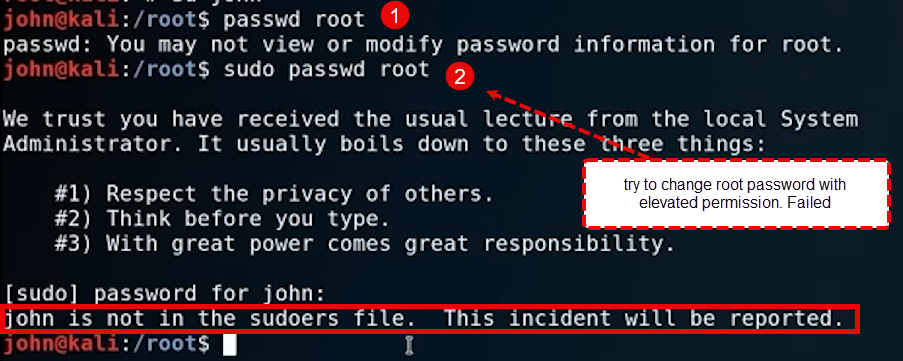 john@kali:/root$ passwd root 1
passwd: You may not view or modify password information for root.
john@kali:/root$ sudo passwd root 2
We trust you have received the usual lecture from the local System
Administrator. It usually boils down to these three things:
#1) Respect the privacy of others.
#2) Think before you type.
#3) With great power comes great responsibility.
try to change root password with
elevated permission. Failed
[sudo] password for john:
john is not in the sudoers file.  This incident will be reported.
john@kali:/root$